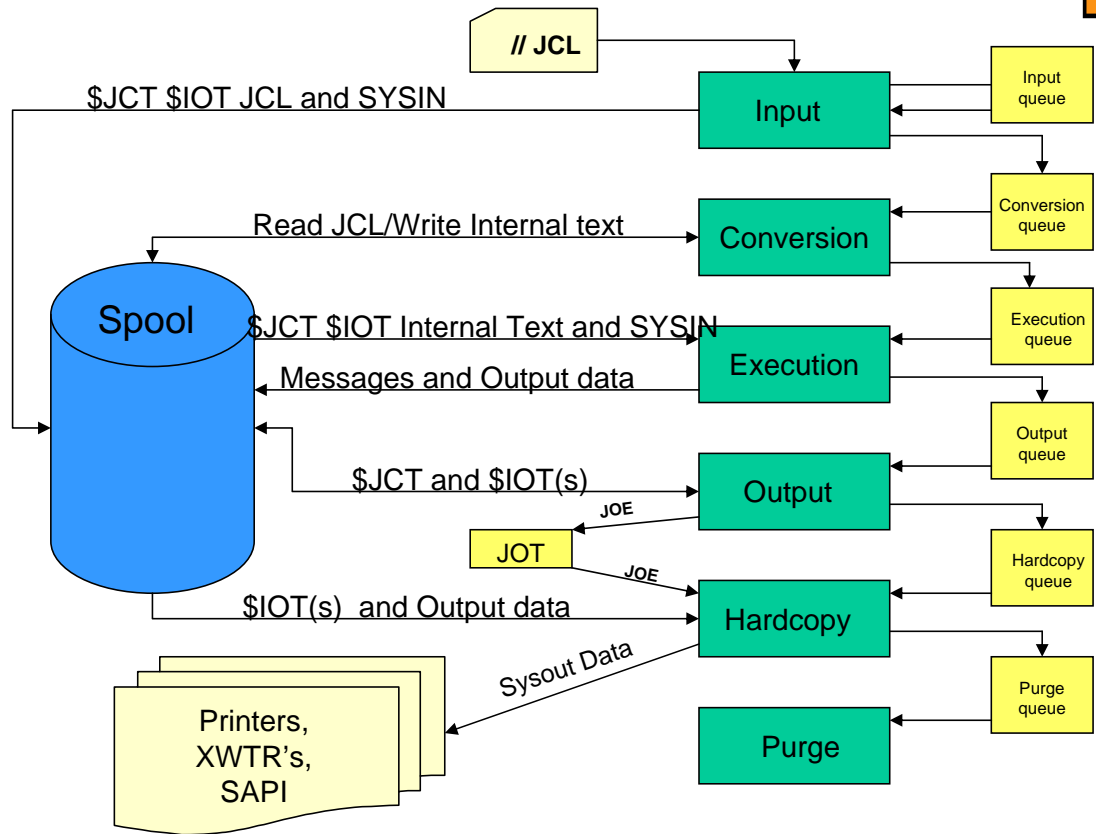 // JCL
Input
queue
$JCT $IOT JCL and SYSIN
Input
Conversion
queue
Read JCL/Write Internal text
Conversion
Spool
Execution
queue
$JCT $IOT Internal Text and SYSIN
Execution
Messages and Output data
Output
queue
$JCT and $IOT(s)
Output
JOE
JOT
JOE
Hardcopy
queue
$IOT(s) and Output data
Hardcopy
Sysout Data
Purge
queue
Printers,
XWTR's,
SAPI
Purge